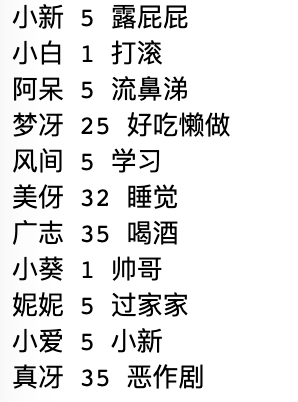 小新 5 露屁屁
小白 1 打滚
阿呆 5 流鼻涕
梦冴 25 好吃懒做
风间 5 学习
美伢 32 睡觉
广志 35 喝酒
小葵 1 帅哥
妮妮 5 过家家
小爱 5 小新
真冴 35 恶作剧